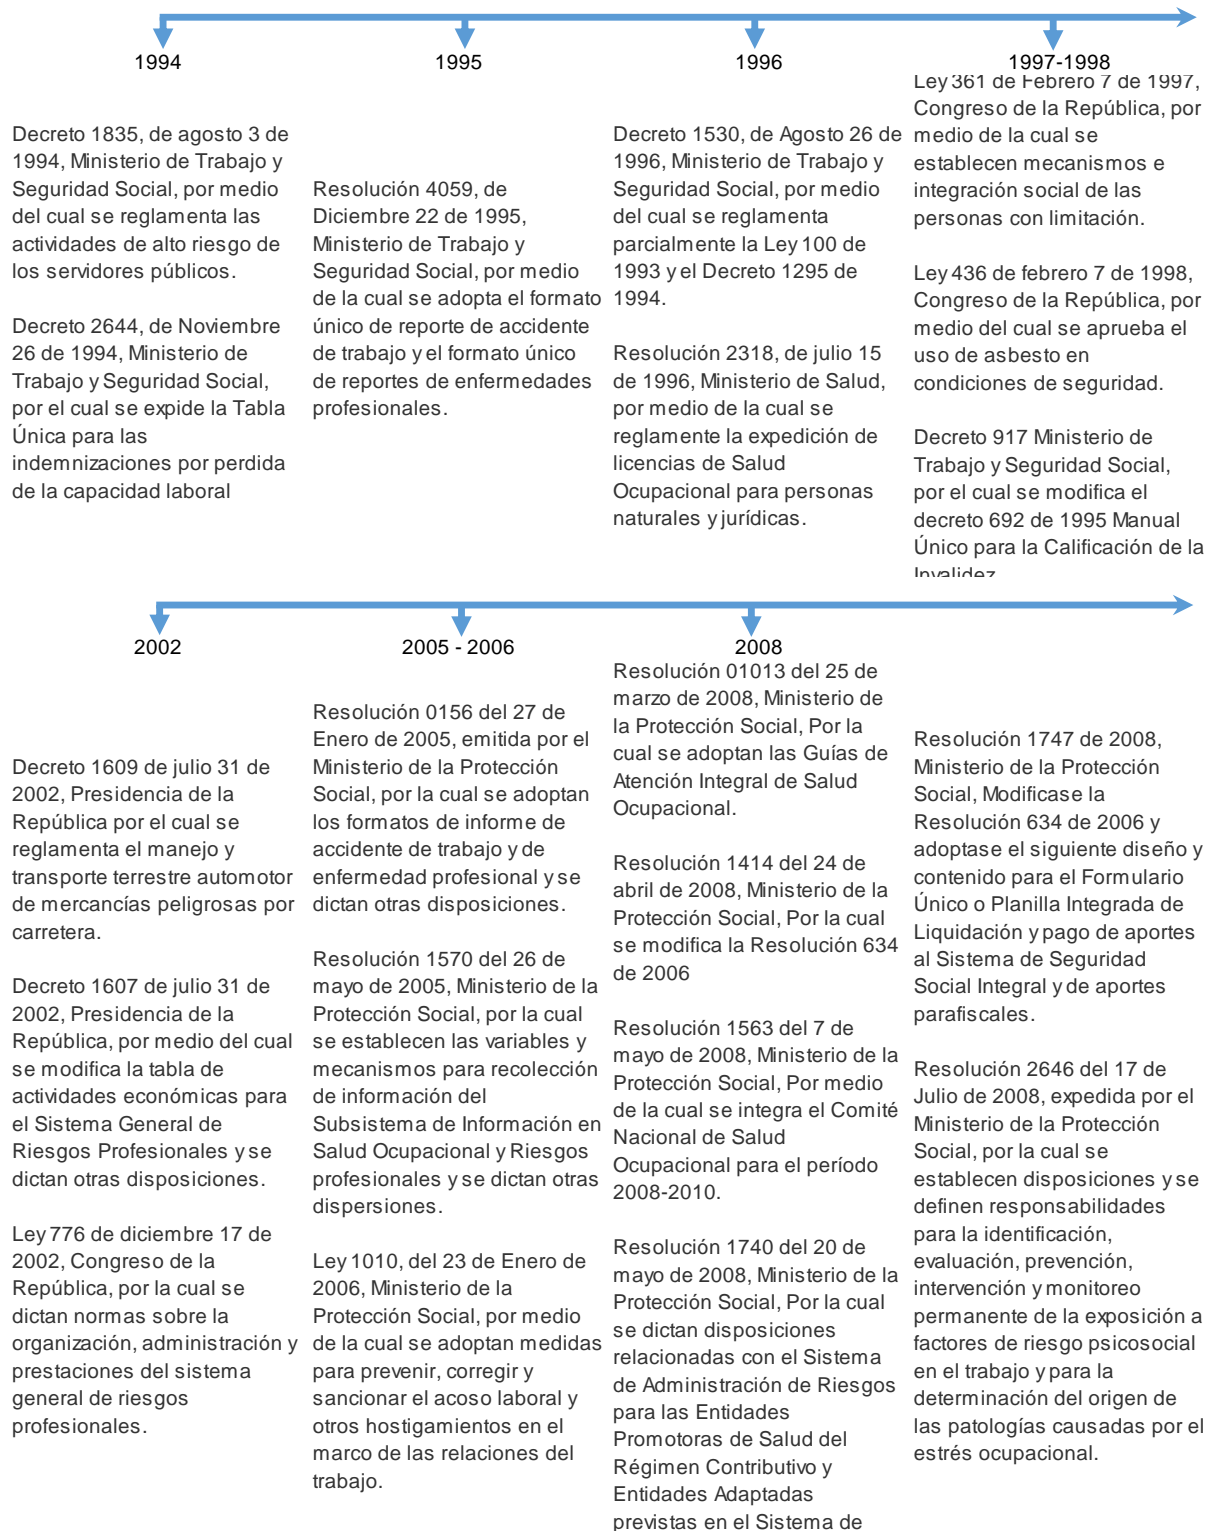 1994
1995
1996
1997-1998
Decreto 1835, de agosto 3 de
1994, Ministerio de Trabajo y
Seguridad Social, por medio
del cual se reglamenta las
actividades de alto riesgo de
los servidores públicos.
Decreto 2644, de Noviembre
26 de 1994, Ministerio de
Trabajo y Seguridad Social,
por el cual se expide la Tabla
Única para las
indemnizaciones por perdida
de la capacidad laboral
Resolución 4059, de
Diciembre 22 de 1995,
Ministerio de Trabajo y
Seguridad Social, por medio
de la cual se adopta el formato
único de reporte de accidente
de trabajo y el formato único
de reportes de enfermedades
profesionales.
Decreto 1530, de Agosto 26 de
1996, Ministerio de Trabajo y
Seguridad Social, por medio
del cual se reglamenta
parcialmente la Ley 100 de
1993 y el Decreto 1295 de
1994.
Resolución 2318, de julio 15
de 1996, Ministerio de Salud,
por medio de la cual se
reglamente la expedición de
licencias de Salud
Ocupacional para personas
naturales y jurídicas.
Ley 361 de Febrero 7 de 1997,
Congreso de la República, por
medio de la cual se
establecen mecanismos e
integración social de las
personas con limitación.
Ley 436 de febrero 7 de 1998,
Congreso de la República, por
medio del cual se aprueba el
uso de asbesto en
condiciones de seguridad.
Decreto 917 Ministerio de
Trabajo y Seguridad Social,
por el cual se modifica el
decreto 692 de 1995 Manual
Único para la Calificación de la
Invalidez
2002
2005 - 2006
2008
Decreto 1609 de julio 31 de
2002, Presidencia de la
República por el cual se
reglamenta el manejo y
transporte terrestre automotor
de mercancías peligrosas por
carretera.
Decreto 1607 de julio 31 de
2002, Presidencia de la
República, por medio del cual
se modifica la tabla de
actividades económicas para
el Sistema General de
Riesgos Profesionales y se
dictan otras disposiciones.
Ley 776 de diciembre 17 de
2002, Congreso de la
República, por la cual se
dictan normas sobre la
organización, administración y
prestaciones del sistema
general de riesgos
profesionales.
Resolución 0156 del 27 de
Enero de 2005, emitida por el
Ministerio de la Protección
Social, por la cual se adoptan
los formatos de informe de
accidente de trabajo y de
enfermedad profesional y se
dictan otras disposiciones.
Resolución 1570 del 26 de
mayo de 2005, Ministerio de la
Protección Social, por la cual
se establecen las variables y
mecanismos para recolección
de información del
Subsistema de Información en
Salud Ocupacional y Riesgos
profesionales y se dictan otras
dispersiones.
Ley 1010, del 23 de Enero de
2006, Ministerio de la
Protección Social, por medio
de la cual se adoptan medidas
para prevenir, corregir y
sancionar el acoso laboral y
otros hostigamientos en el
marco de las relaciones del
trabajo.
Resolución 01013 del 25 de
marzo de 2008, Ministerio de
la Protección Social, Por la
cual se adoptan las Guías de
Atención Integral de Salud
Ocupacional.
Resolución 1414 del 24 de
abril de 2008, Ministerio de la
Protección Social, Por la cual
se modifica la Resolución 634
de 2006
Resolución 1563 del 7 de
mayo de 2008, Ministerio de la
Protección Social, Por medio
de la cual se integra el Comité
Nacional de Salud
Ocupacional para el período
2008-2010.
Resolución 1740 del 20 de
mayo de 2008, Ministerio de la
Protección Social, Por la cual
se dictan disposiciones
relacionadas con el Sistema
de Administración de Riesgos
para las Entidades
Promotoras de Salud del
Régimen Contributivo y
Entidades Adaptadas
previstas en el Sistema de
Resolución 1747 de 2008,
Ministerio de la Protección
Social, Modificase la
Resolución 634 de 2006 y
adoptase el siguiente diseño y
contenido para el Formulario
Único o Planilla Integrada de
Liquidación y pago de aportes
al Sistema de Seguridad
Social Integral y de aportes
parafiscales.
Resolución 2646 del 17 de
Julio de 2008, expedida por el
Ministerio de la Protección
Social, por la cual se
establecen disposiciones y se
definen responsabilidades
para la identificación,
evaluación, prevención,
intervención y monitoreo
permanente de la exposición a
factores de riesgo psicosocial
en el trabajo y para la
determinación del origen de
las patologías causadas por el
estrés ocupacional.